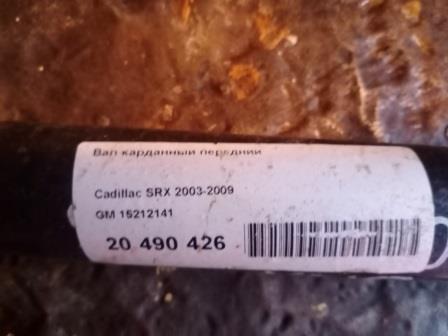 Вал карданный передний
Cadillac SRX 2003-2009
GM 15212141
20 490 426